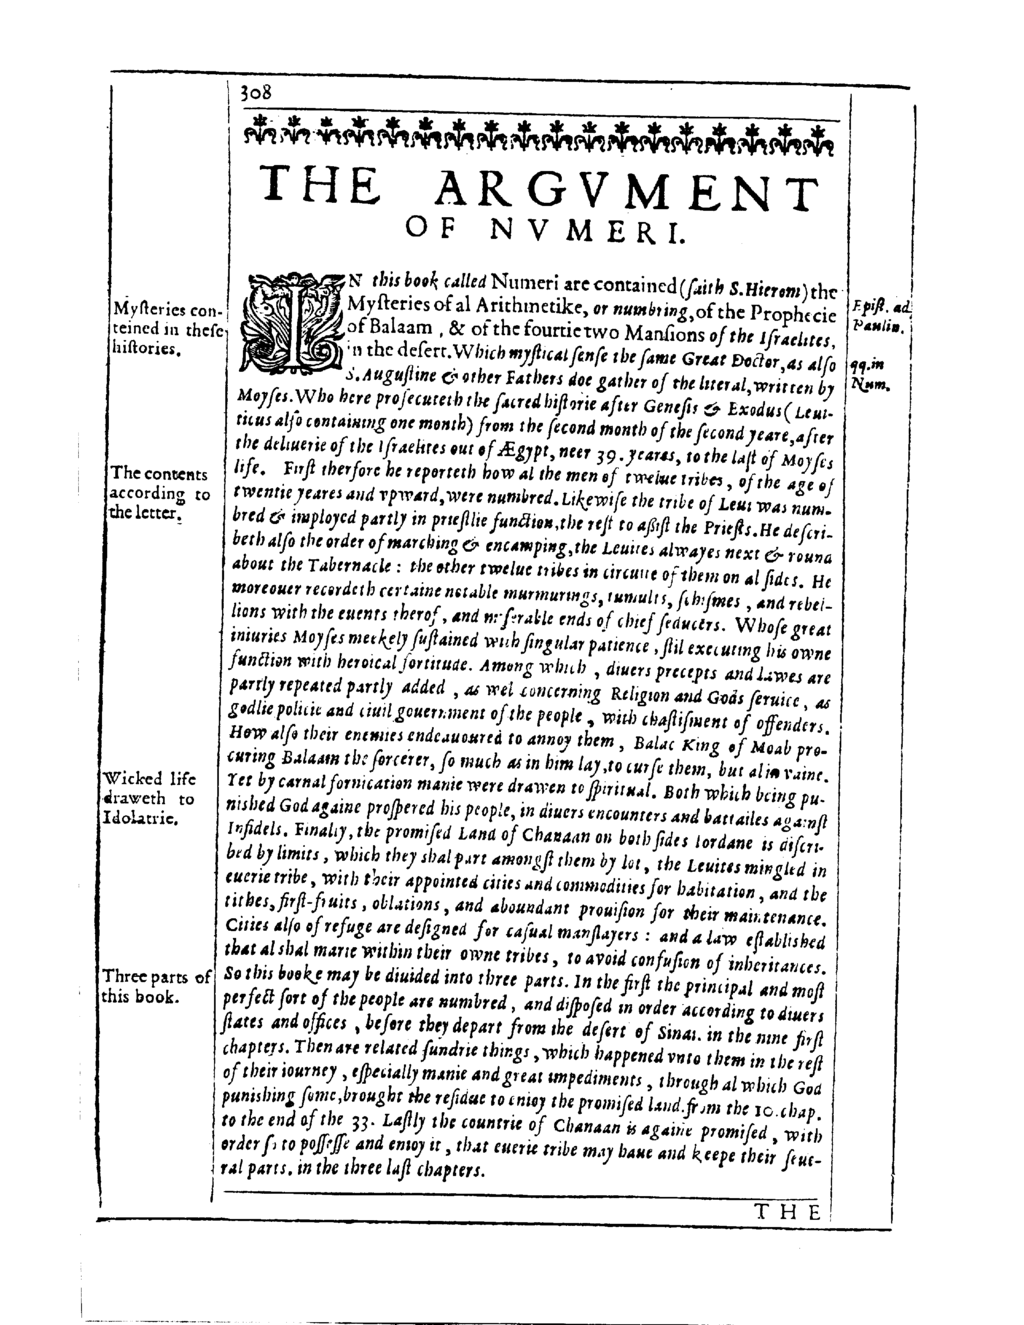 308
THE ARGVMENT
OF NVMERI.
IN this book called Numeri are contained (ſaith S. Hierom) the
Myſteries of al Arithmetike, or numbring, of the Prophecie
of Balaam, & of the fourtie two Manſions of the Iſraelites,
in the deſert. Which myſtical ſenſe the ſame Great Doctor, as alſo
S. Auguſtine & other Fathers doe gather of the literal, written by
Moyſes. Who here proſecuteth the ſacred hiſtorie after Geneſis & Exodus (Leui-
ticus alſo containing one month) from the ſecond month of the ſecond yeare, after
the deliuerie of the Iſraelites out of Ægypt, neer 39. yeares, to the laſt of Moyſes
life. Firſt therfore he reporteth how al the men of twelue tribes, of the age of
twentie yeares and vpward, were numbred. Likewiſe the tribe of Leui was num-
bred & imployed partly in prieſtlie function, the reſt to aßiſt the Prieſts. He deſcri-
beth alſo the order of marching & encamping, the Leuites alwayes next & round
about the Tabernacle : the other twelue tribes in circuite of them on al ſides. He
moreouer recordeth certaine notable murmurings, tumults, ſchiſmes, and rebel-
lions with the euents therof, and miſerable ends of chief ſeducers. Whoſe great
iniuries Moyſes meekely ſuſtained with ſingular patience, ſtil executing his owne
function with heroical fortitude. Among which, diuers precepts and Lawes are
partly repeated partly added, as wel concerning Religion and Gods ſeruice, as
godlie policie and ciuil gouernment of the people, with chaſtiſment of offenders.
How alſo their enemies endeauoured to annoy them, Balac King of Moab pro-
curing Balaam the ſorcerer, ſo much as in him lay, to curſe them, but al in vaine.
Yet by carnal fornication manie were drawen to ſpiritual. Both which being pu-
nished God againe proſpered his people, in diuers encounters and battailes againſt
Infidels. Finally, the promiſed Land of Chanaan on both ſides Iordane is diſcri-
bed by limits, which they shal part amongſt them by lot, the Leuites mingled in
euerie tribe, with their appointed cities and commodities for habitation, and the
tithes, firſt-fruits, oblations, and aboundant prouiſion for their maintenance.
Cities alſo of refuge are deſigned for caſual manſlayers : and a law eſtablished
that al shal marie within their owne tribes, to avoid confuſion of inheritances.
So this booke may be diuided into three parts. In the firſt the principal and moſt
perfect ſort of the people are numbred, and diſpoſed in order according to diuers
ſtates and offices, before they depart from the deſert of Sinai. in the nine firſt
chapters. Then are related ſundrie things, which happened vnto them in the reſt
of their iourney, eſpecially manie and great impediments, through al which God
punishing ſome, brought the reſidue to enioy the promiſed land. from the 10. chap.
to the end of the 33. Laſtly the countrie of Chanaan is againe promiſed, with
order ſo to poſſeſſe and enioy it, that euerie tribe may haue and keepe their ſeue-
ral parts. in the three laſt chapters.
THE
Myſteries con-
teined in theſe
hiſtories.
The contents
according to
the letter.
Wicked life
draweth to
Idolatrie.
Three parts of
this book.
Epiſt. ad
Paulin.
qq. in
Num.